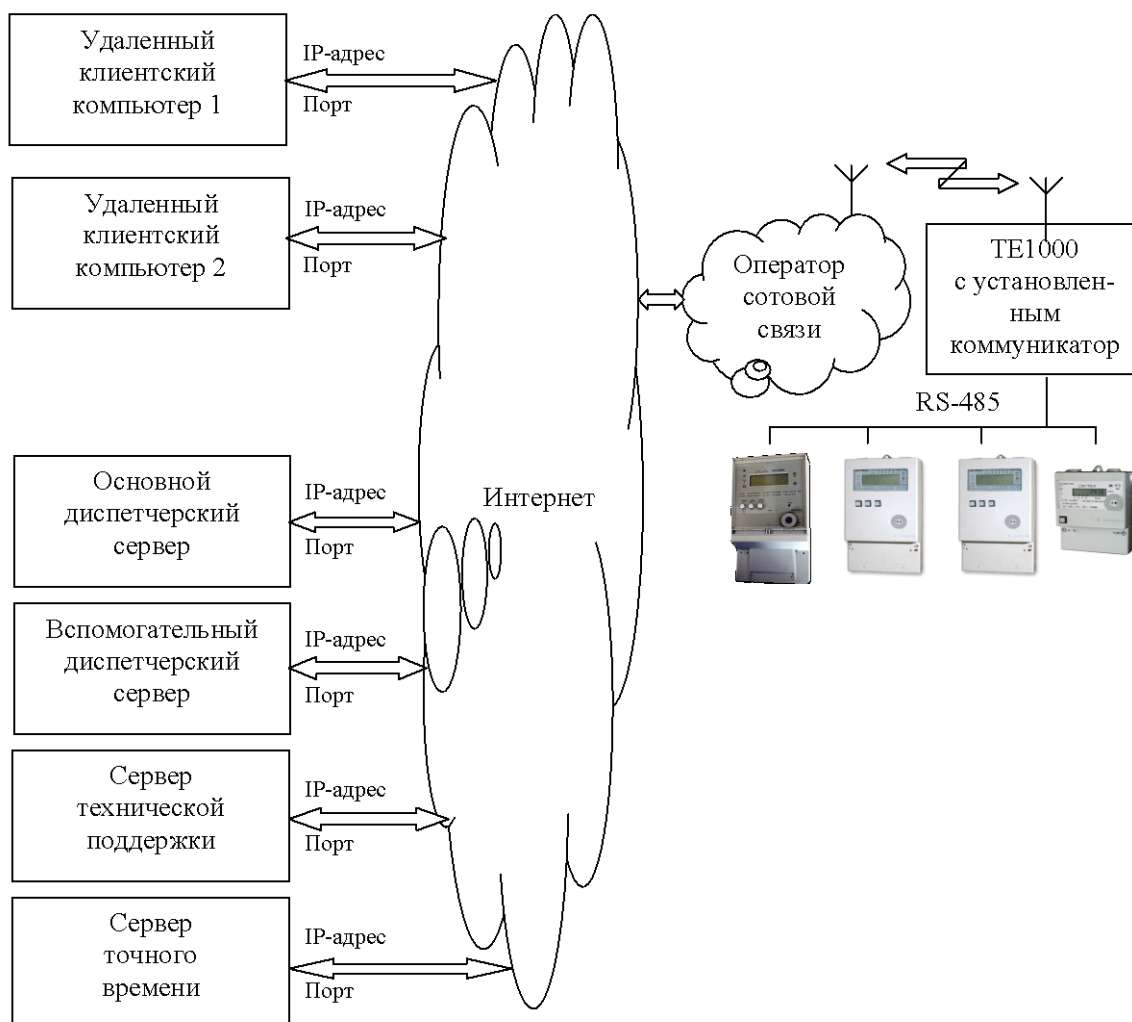 Удаленный
клиентский
компьютер 1
IP-адрес
Порт
Удаленный
клиентский
компьютер 2
IP-адрес
Порт
Оператор
сотовой
связи
TE1000
с установлен-
ным
коммуникатор
RS-485
Интернет
Основной
диспетчерский
сервер
IP-адрес
Порт
Вспомогательный
диспетчерский
сервер
IP-адрес
Порт
Сервер
технической
поддержки
IP-адрес
Порт
Сервер
точного
времени
IP-адрес
Порт